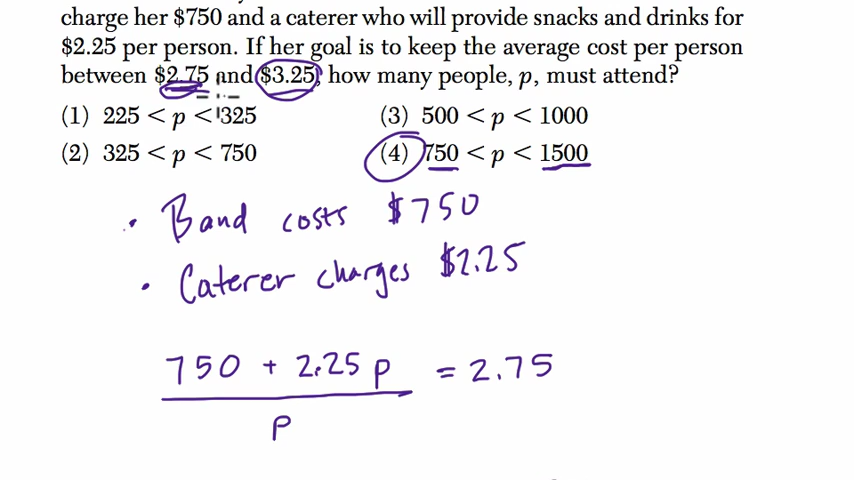 charge her $750 and a caterer who will provide snacks and drinks for
$2.25 per person. If her goal is to keep the average cost per person
between $2.75 and $3.25, how many people, p, must attend?
(1) 225 < p < 325 (3) 500 < p < 1000
(2) 325 < p < 750 (4) 750 < p < 1500
• Band costs $750
• Caterer charges $2.25
750 + 2.25 p = 2.75
p